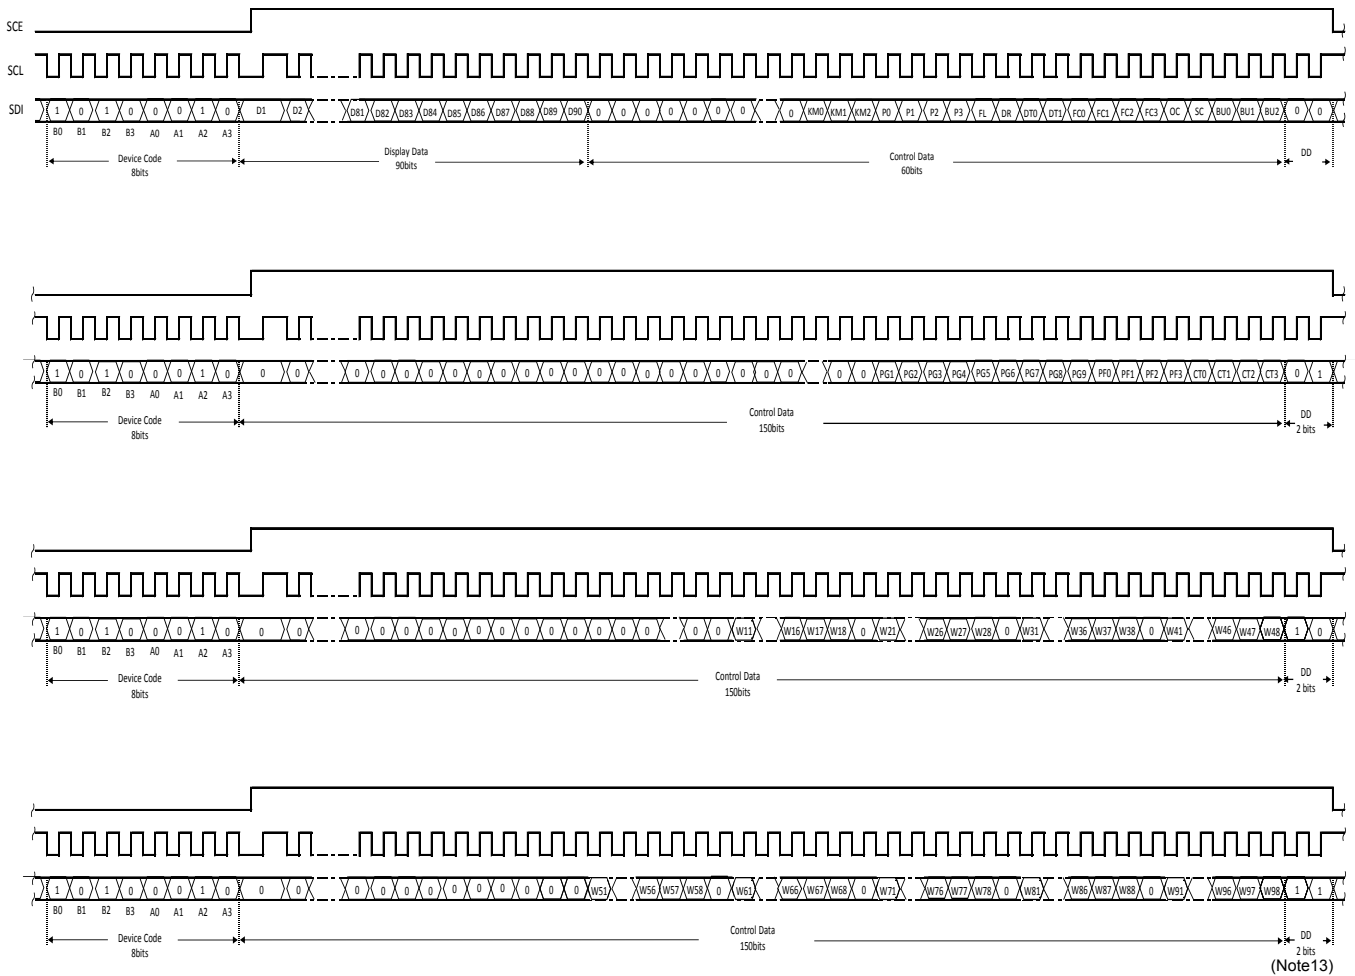 SCE
SCL
SDI 1 0 1 0 0 0 1 0 D1 D2 D81 D82 D83 D84 D85 D86 D87 D88 D89 D90 0 0 0 0 0 0 0 0 KM0 KM1 KM2 P0 P1 P2 P3 FL DR DT0 DT1 FC0 FC1 FC2 FC3 OC SC BU0 BU1 BU2 0 0
B0 B1 B2 B3 A0 A1 A2 A3
Device Code
8bits
Display Data
90bits
Control Data
60bits
DD
1 0 1 0 0 0 1 0 0 0 0 0 0 0 0 0 0 0 0 0 0 0 0 0 0 0 0 0 0 0 0 0 PG1 PG2 PG3 PG4 PG5 PG6 PG7 PG8 PG9 PF0 PF1 PF2 PF3 CT0 CT1 CT2 CT3 0 1
B0 B1 B2 B3 A0 A1 A2 A3
Device Code
8bits
Control Data
150bits
DD
2 bits
1 0 1 0 0 0 1 0 0 0 0 0 0 0 0 0 0 0 0 0 0 0 0 0 0 W11 W16 W17 W18 0 W21 W26 W27 W28 0 W31 W36 W37 W38 0 W41 W46 W47 W48 1 0
B0 B1 B2 B3 A0 A1 A2 A3
Device Code
8bits
Control Data
150bits
DD
2 bits
1 0 1 0 0 0 1 0 0 0 0 0 0 0 0 0 0 0 0 0 0 W51 W56 W57 W58 0 W61 W66 W67 W68 0 W71 W76 W77 W78 0 W81 W86 W87 W88 0 W91 W96 W97 W98 1 1
B0 B1 B2 B3 A0 A1 A2 A3
Device Code
8bits
Control Data
150bits
DD
2 bits
(Note13)